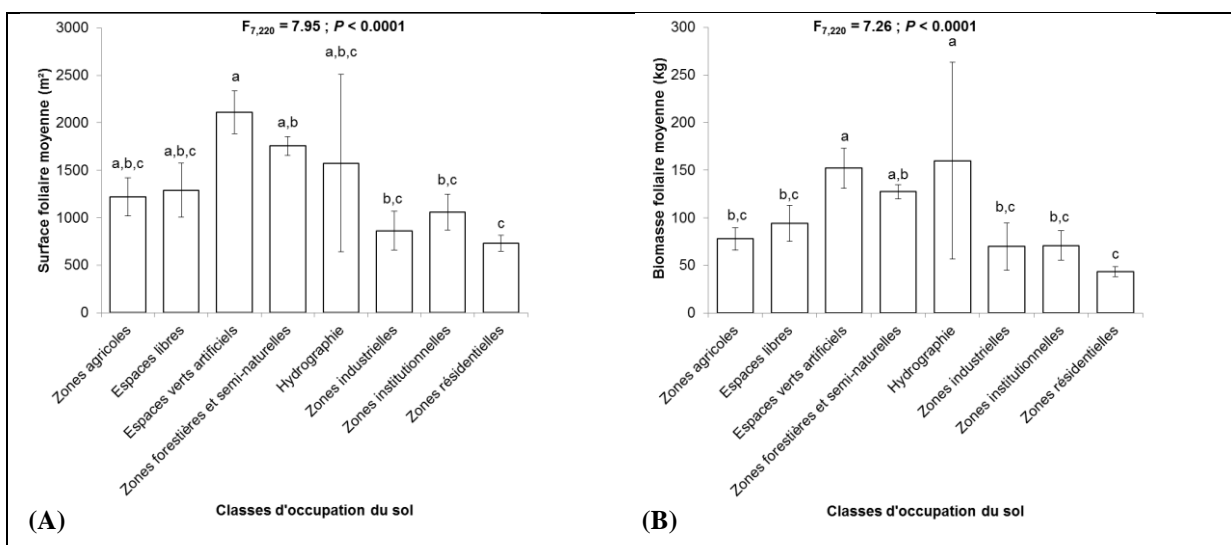 F7,220 = 7.95 ; P < 0.0001
Surface foliaire moyenne (m²)
3000
2500
2000
1500
1000
500
0
a,b,c
a,b,c
a
a,b
a,b,c
b,c
b,c
c
Zones agricoles
Espaces libres
Espaces verts artificiels
Zones forestières et semi-naturelles
Hydrographie
Zones industrielles
Zones institutionnelles
Zones résidentielles
Classes d'occupation du sol
(A)
F7,220 = 7.26 ; P < 0.0001
Biomasse foliaire moyenne (kg)
300
250
200
150
100
50
0
b,c
b,c
a
a,b
a
b,c
b,c
c
Zones agricoles
Espaces libres
Espaces verts artificiels
Zones forestières et semi-naturelles
Hydrographie
Zones industrielles
Zones institutionnelles
Zones résidentielles
Classes d'occupation du sol
(B)